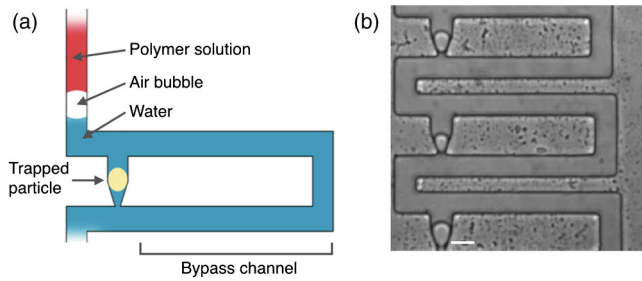 (a)
Polymer solution
Air bubble
Water
Trapped
particle
Bypass channel
(b)